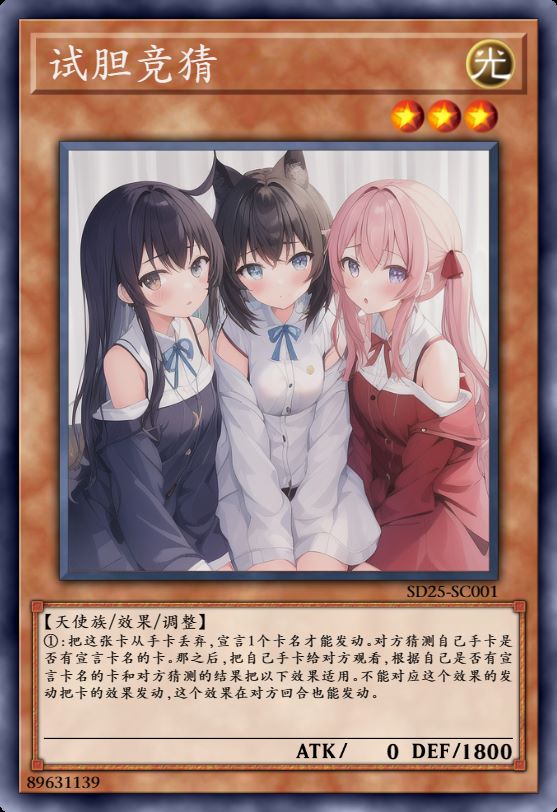 试胆竞猜
光
SD25-SC001
【天使族/效果/调整】
①:把这张卡从手卡丢弃,宣言1个卡名才能发动。对方猜测自己手卡是
否有宣言卡名的卡。那之后,把自己手卡给对方观看,根据自己是否有宣
言卡名的卡和对方猜测的结果把以下效果适用。不能对应这个效果的发
动把卡的效果发动,这个效果在对方回合也能发动。
ATK/ 0 DEF/1800
89631139